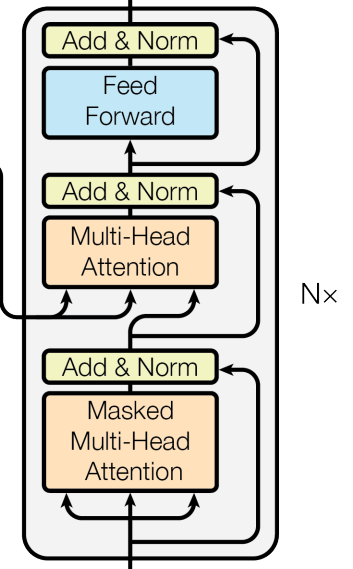 Add & Norm
Feed
Forward
Add & Norm
Multi-Head
Attention
N×
Add & Norm
Masked
Multi-Head
Attention